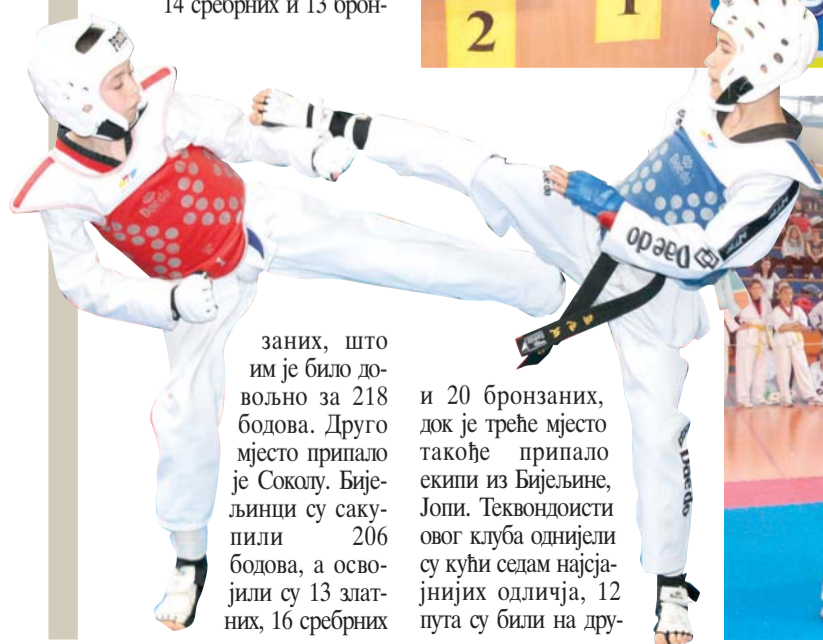 14 сребрних и 13 брон-
2
1
Daedo
Daedo
Daedo
Daedo
заних, што
им је било до-
вољно за 218
бодова. Друго
мјесто припало
је Соколу. Бије-
љинци су саку-
пили 206
бодова, а осво-
јили су 13 злат-
них, 16 сребрних
и 20 бронзаних,
док је треће мјесто
такође припало
екипи из Бијељине,
Јопи. Теквондоисти
овог клуба однијели
су кући седам најсја-
јнијих одличја, 12
пута су били на дру-